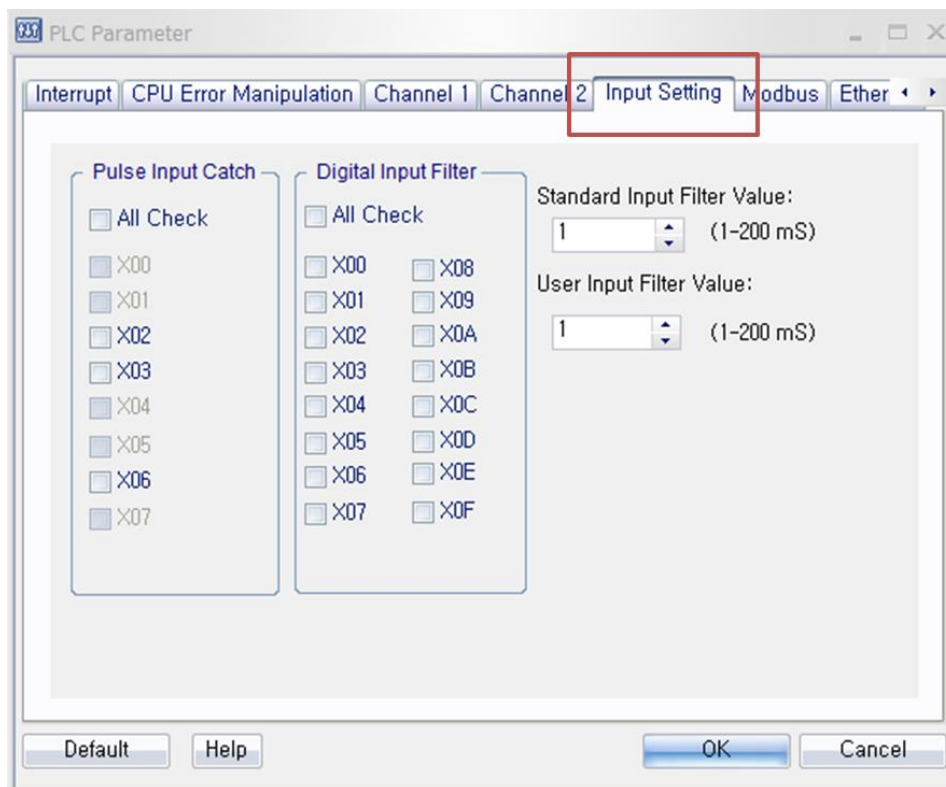 PLC Parameter
Interrupt CPU Error Manipulation Channel 1 Channel 2 Input Setting Modbus Ether
Pulse Input Catch
All Check
X00
X01
X02
X03
X04
X05
X06
X07
Digital Input Filter
All Check
X00 X08
X01 X09
X02 X0A
X03 X0B
X04 X0C
X05 X0D
X06 X0E
X07 X0F
Standard Input Filter Value:
1 (1-200 mS)
User Input Filter Value:
1 (1-200 mS)
Default Help OK Cancel